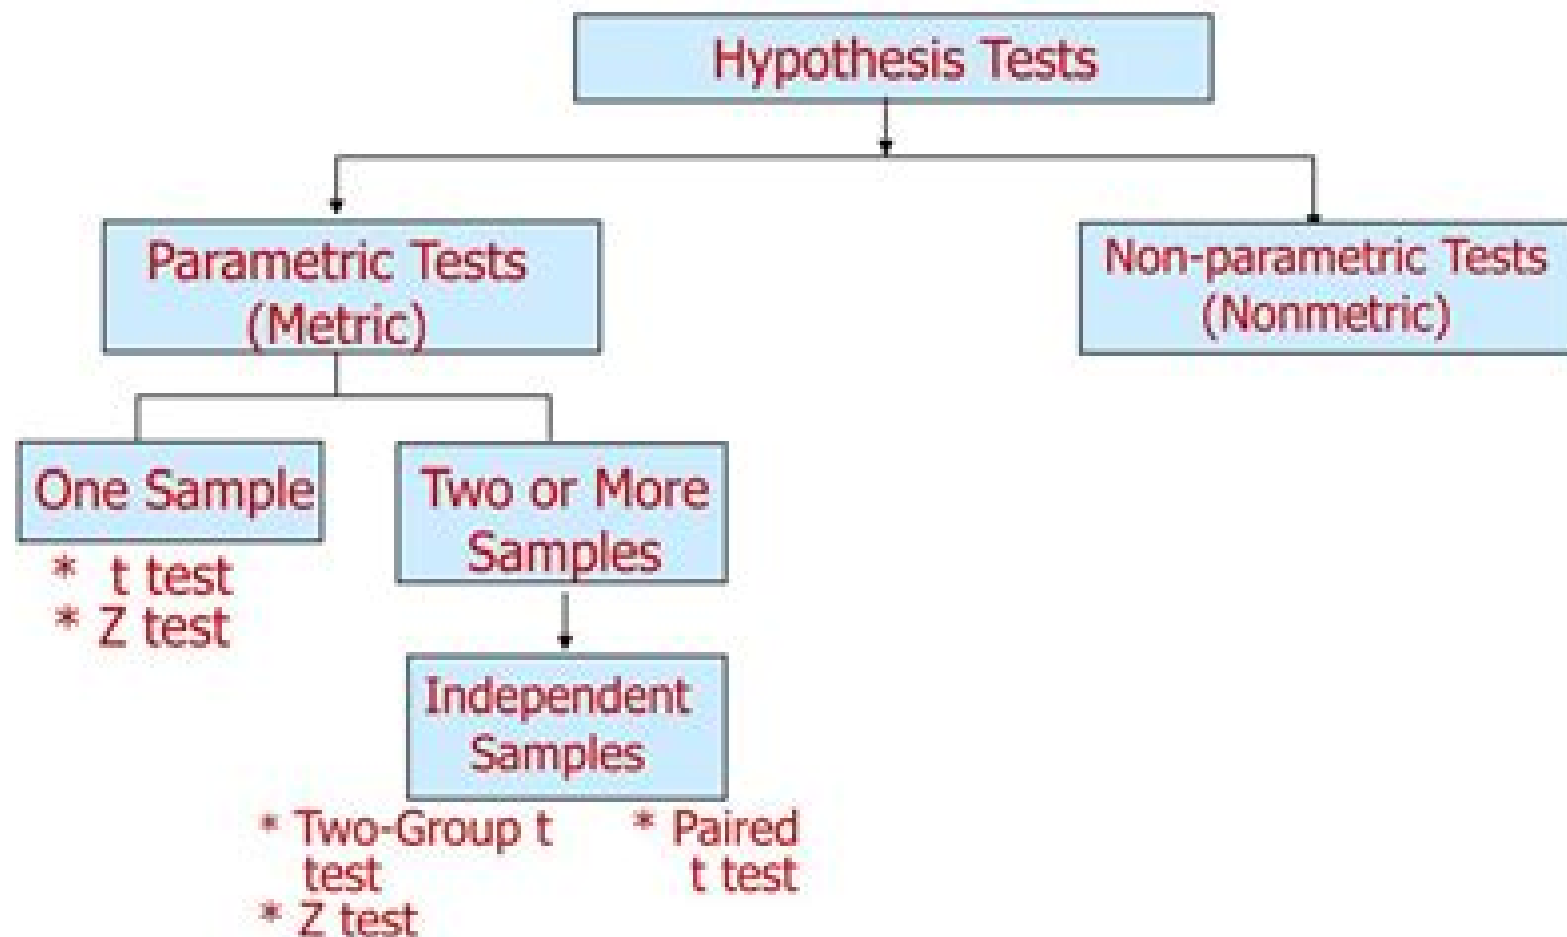 Hypothesis Tests
Parametric Tests
(Metric)
Non-parametric Tests
(Nonmetric)
One Sample
* t test
* Z test
Two or More
Samples
Independent
Samples
* Two-Group t
test
* Z test
* Paired
t test